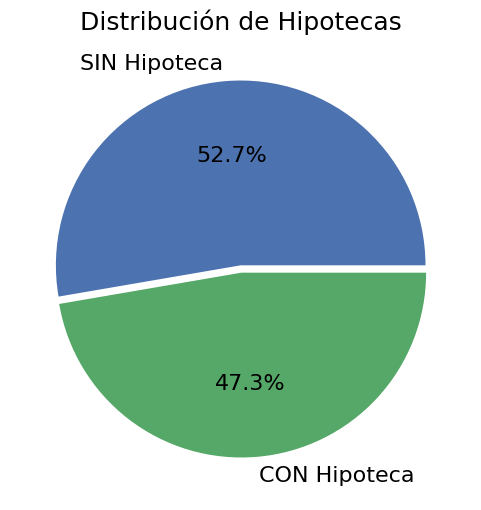 Distribución de Hipotecas
SIN Hipoteca
52.7%
47.3%
CON Hipoteca